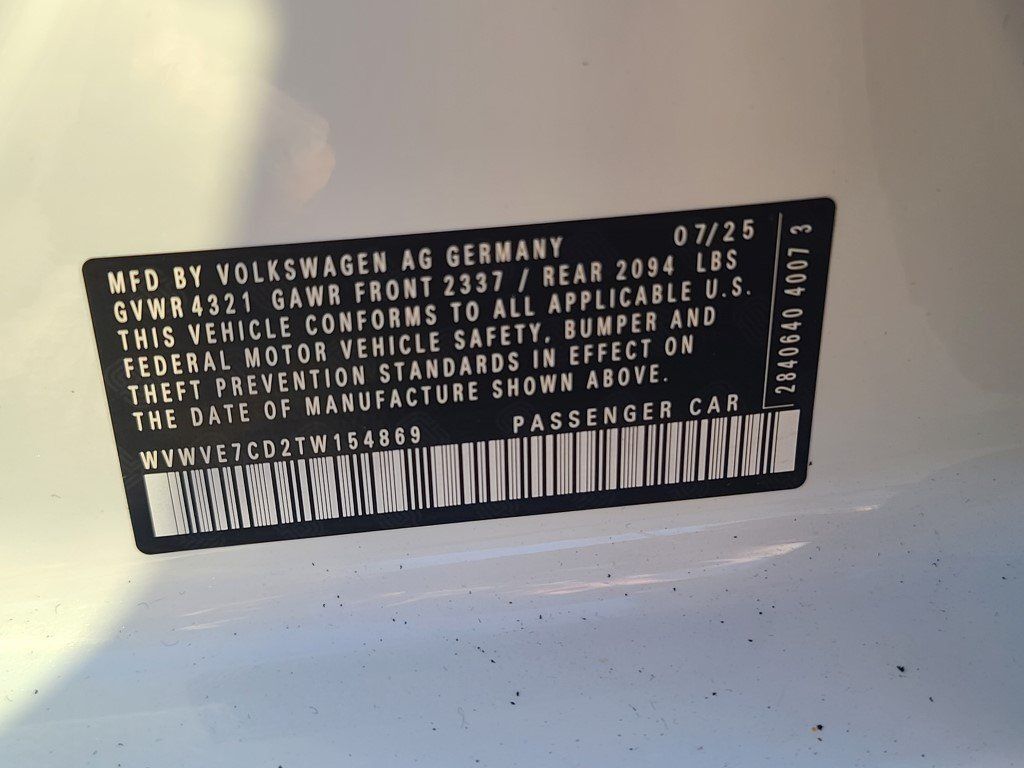 MFD BY VOLKSWAGEN AG GERMANY 07/25
GVWR 4321 GAWR FRONT 2337 / REAR 2094 LBS
THIS VEHICLE CONFORMS TO ALL APPLICABLE U.S.
FEDERAL MOTOR VEHICLE SAFETY, BUMPER AND
THEFT PREVENTION STANDARDS IN EFFECT ON
THE DATE OF MANUFACTURE SHOWN ABOVE.
WVWVE7CD2TW154869 PASSENGER CAR
2840640 4007 3